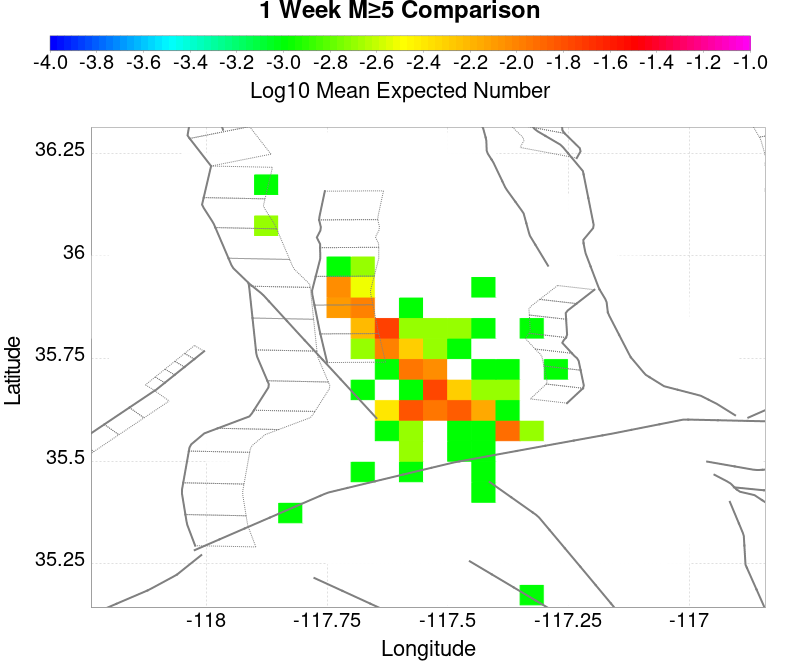 1 Week M≥5 Comparison
-4.0 -3.8 -3.6 -3.4 -3.2 -3.0 -2.8 -2.6 -2.4 -2.2 -2.0 -1.8 -1.6 -1.4 -1.2 -1.0
Log10 Mean Expected Number
36.25
36
35.75
35.5
35.25
Latitude
-118 -117.75 -117.5 -117.25 -117
Longitude